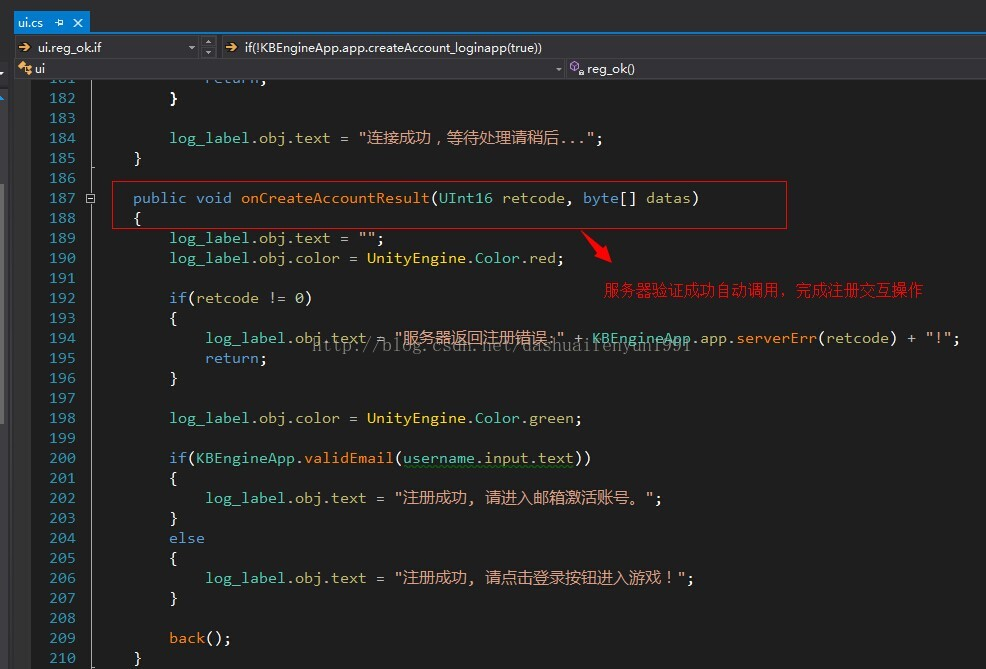 ui.cs
ui.reg_ok.if
if(!KBEngineApp.app.createAccount_loginapp(true))
ui
reg_ok()
181 return;
182 }
183
184 log_label.obj.text = "连接成功，等待处理请稍后...";
185 }
186
187 public void onCreateAccountResult(UInt16 retcode, byte[] datas)
188 {
189 log_label.obj.text = "";
190 log_label.obj.color = UnityEngine.Color.red;
191
服务器验证成功自动调用，完成注册交互操作
192 if(retcode != 0)
193 {
194 log_label.obj.text = "服务器返回注册错误:" + KBEngineApp.app.serverErr(retcode) + "!";
http://blog.csdn.net/dashuaifenyun1991
195 return;
196 }
197
198 log_label.obj.color = UnityEngine.Color.green;
199
200 if(KBEngineApp.validEmail(username.input.text))
201 {
202 log_label.obj.text = "注册成功, 请进入邮箱激活账号。";
203 }
204 else
205 {
206 log_label.obj.text = "注册成功, 请点击登录按钮进入游戏！";
207 }
208
209 back();
210 }